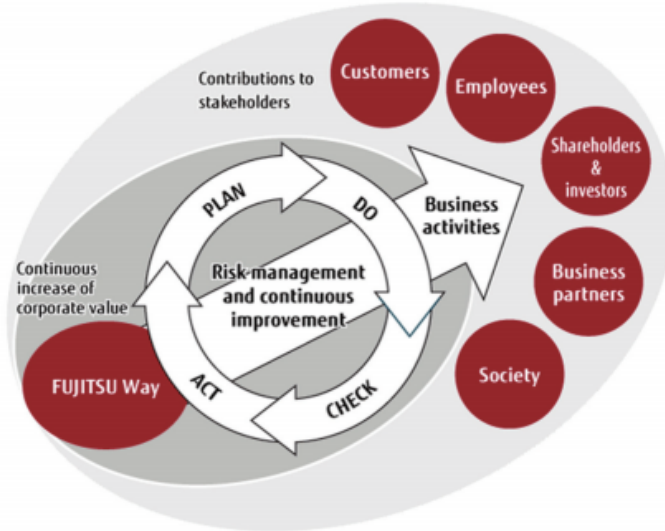 Contributions to
stakeholders
Customers
Employees
Shareholders
&
investors
Business
partners
Society
PLAN
DO
CHECK
ACT
Business
activities
Risk management
and continuous
improvement
Continuous
increase of
corporate value
FUJITSU Way